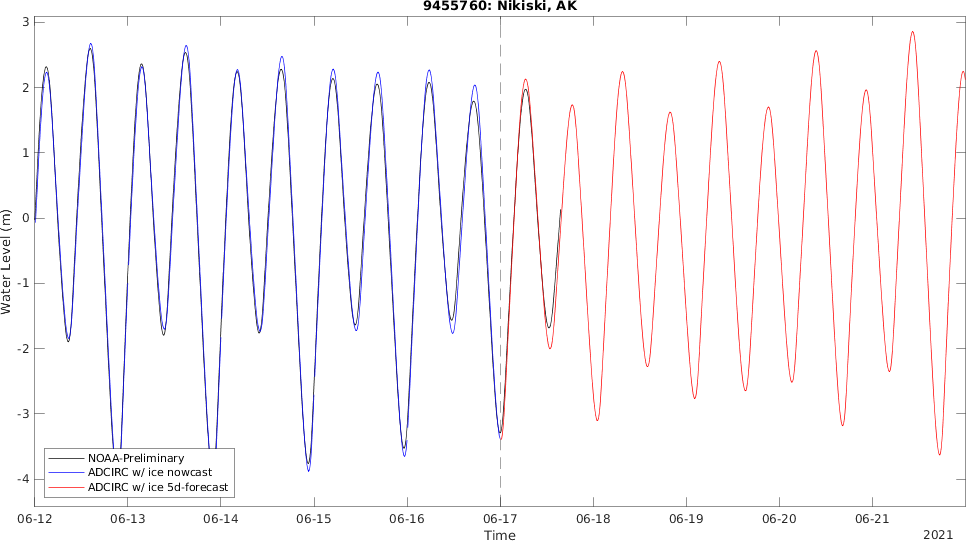 9455760: Nikiski, AK
3
2
1
0
-1
-2
-3
-4
Water Level (m)
NOAA-Preliminary
ADCIRC w/ ice nowcast
ADCIRC w/ ice 5d-forecast
06-12 06-13 06-14 06-15 06-16 06-17 06-18 06-19 06-20 06-21
Time
2021